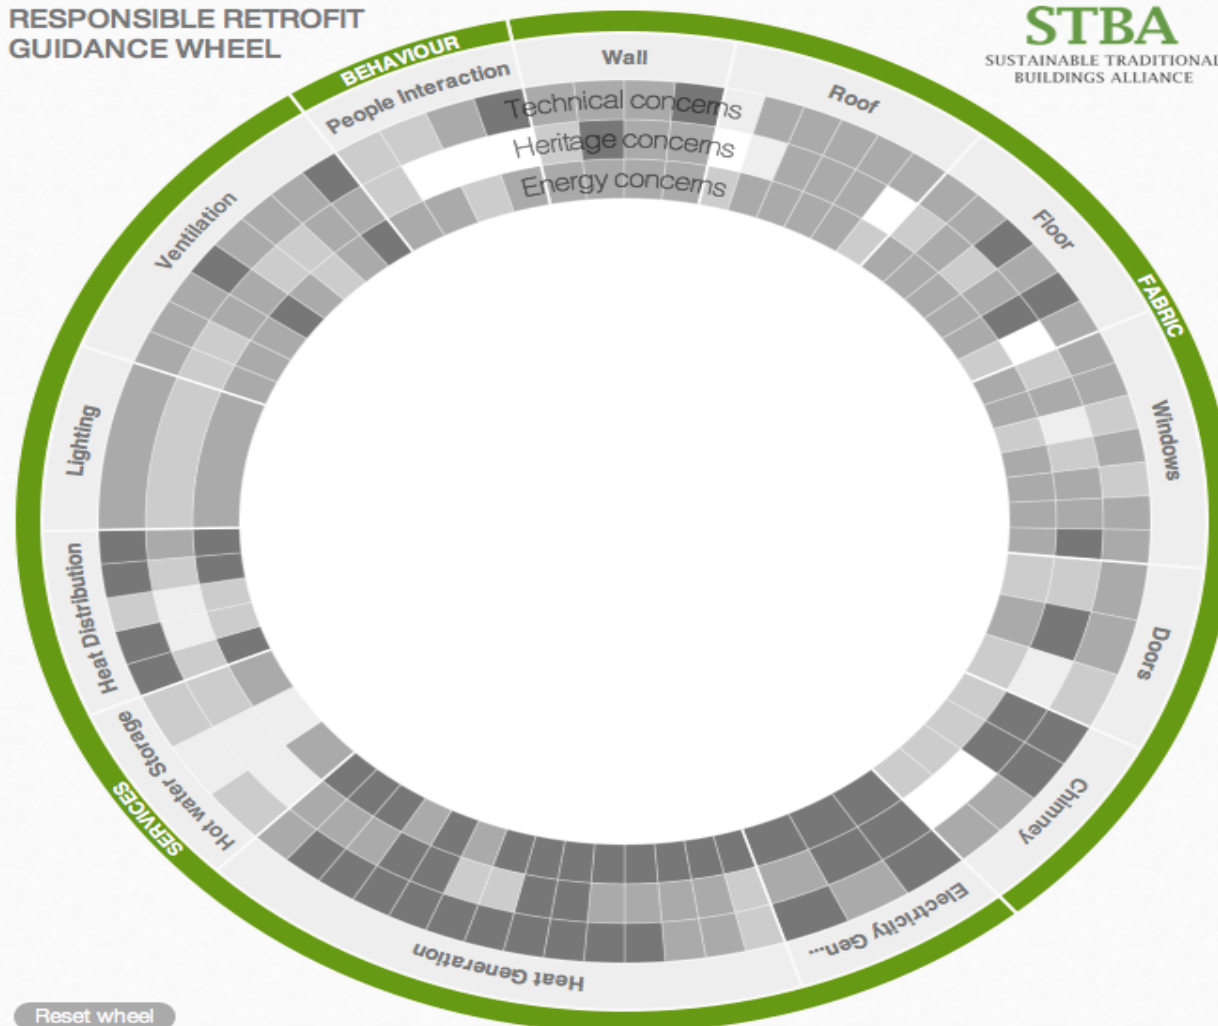 RESPONSIBLE RETROFIT
GUIDANCE WHEEL
STBA
SUSTAINABLE TRADITIONAL
BUILDINGS ALLIANCE
BEHAVIOUR
People Interaction
Wall
Roof
Floor
FABRIC
Windows
Doors
Chimney
Electricity Gen...
Heat Generation
Hot water Storage
SERVICES
Heat Distribution
Lighting
Ventilation
Technical concerns
Heritage concerns
Energy concerns
Reset wheel